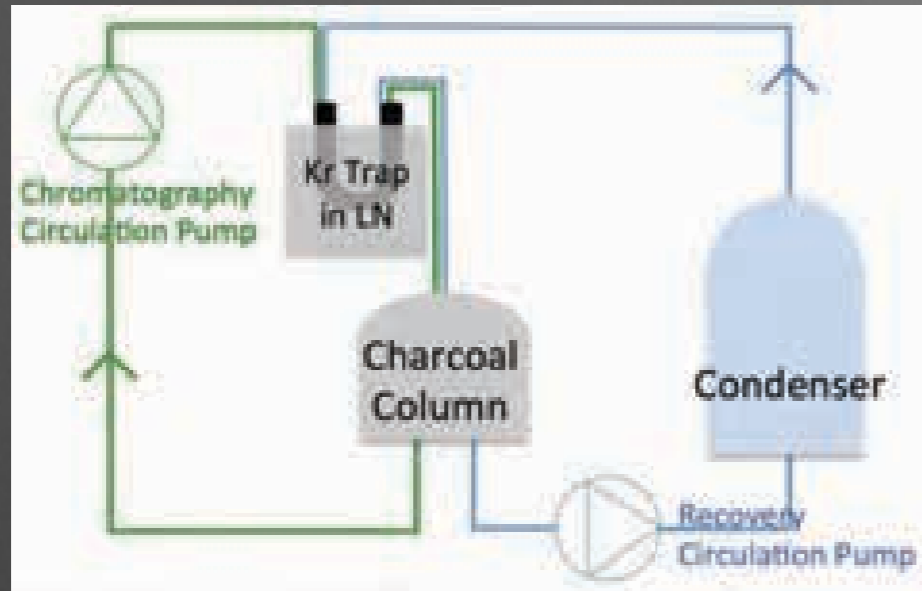 Kr Trap
in LN
Chromatography
Circulation Pump
Charcoal
Column
Condenser
Recovery
Circulation Pump